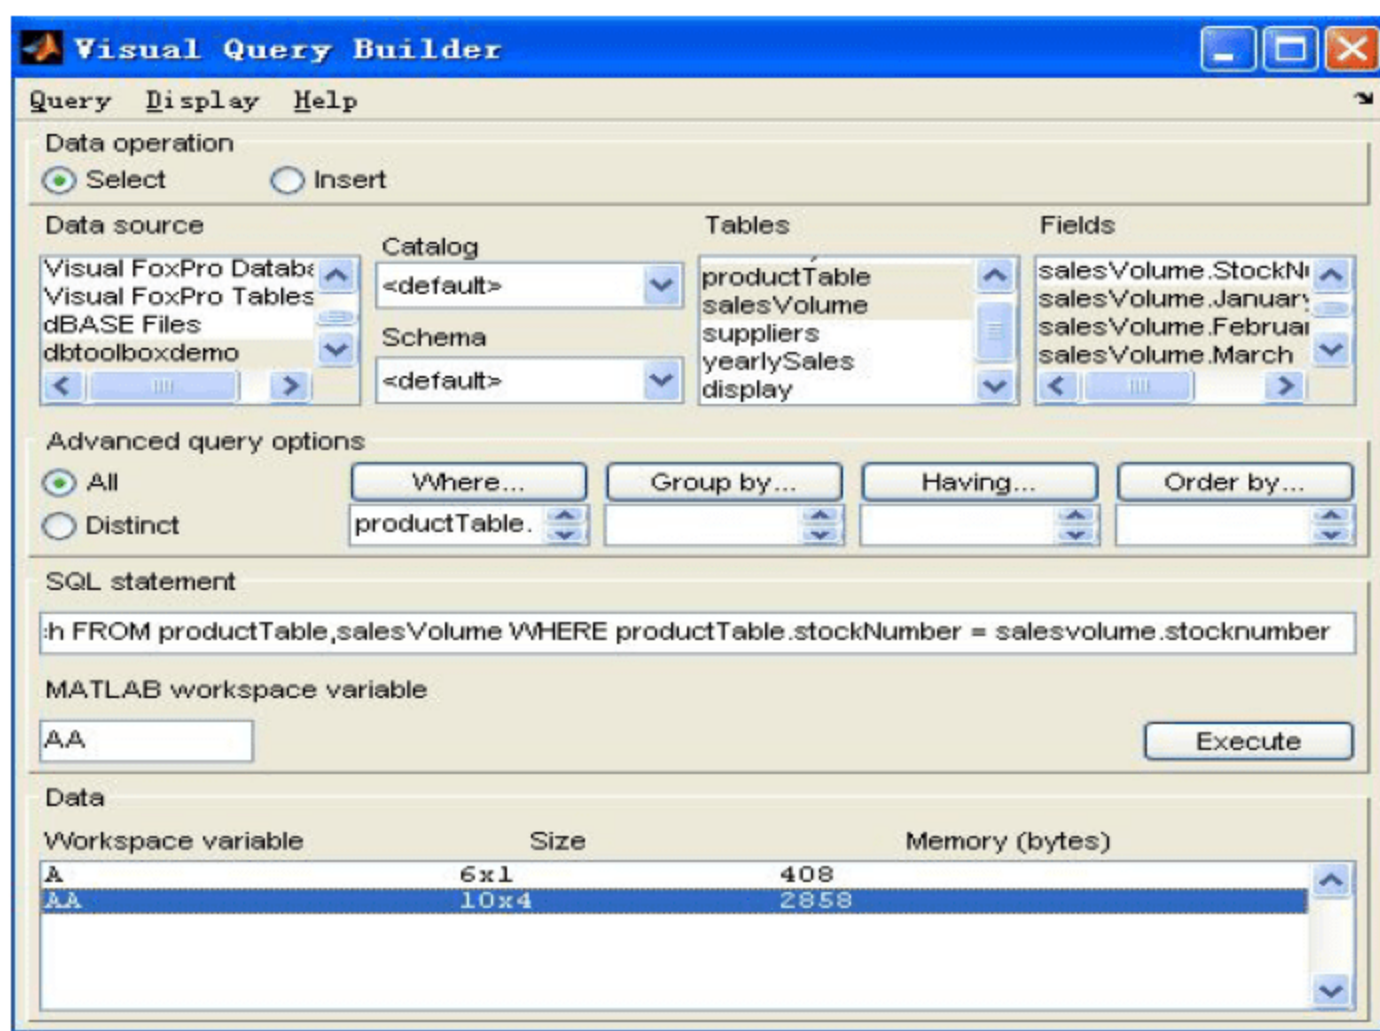 Visual Query Builder
Query Display Help
Data operation
Select Insert
Data source
Visual FoxPro Databa
Visual FoxPro Tables
dBASE Files
dbtoolboxdemo
Catalog
<default>
Schema
<default>
Tables
productTable
salesVolume
suppliers
yearlySales
display
Fields
salesVolume.StockN
salesVolume.January
salesVolume.Februar
salesVolume.March
Advanced query options
All
Distinct
Where... Group by... Having... Order by...
productTable.
SQL statement
:h FROM productTable,salesVolume WHERE productTable.stockNumber = salesvolume.stocknumber
MATLAB workspace variable
AA
Execute
Data
Workspace variable Size Memory (bytes)
A 6x1 408
AA 10x4 2858